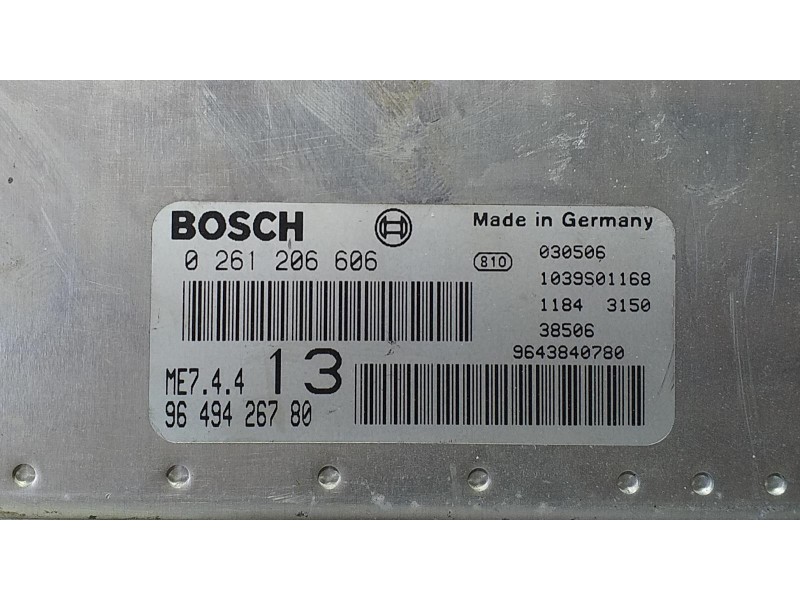 BOSCH
Made in Germany
0 261 206 606
810
030506
1039S01168
1184 3150
38506
9643840780
ME7.4.4 13
96 494 267 80